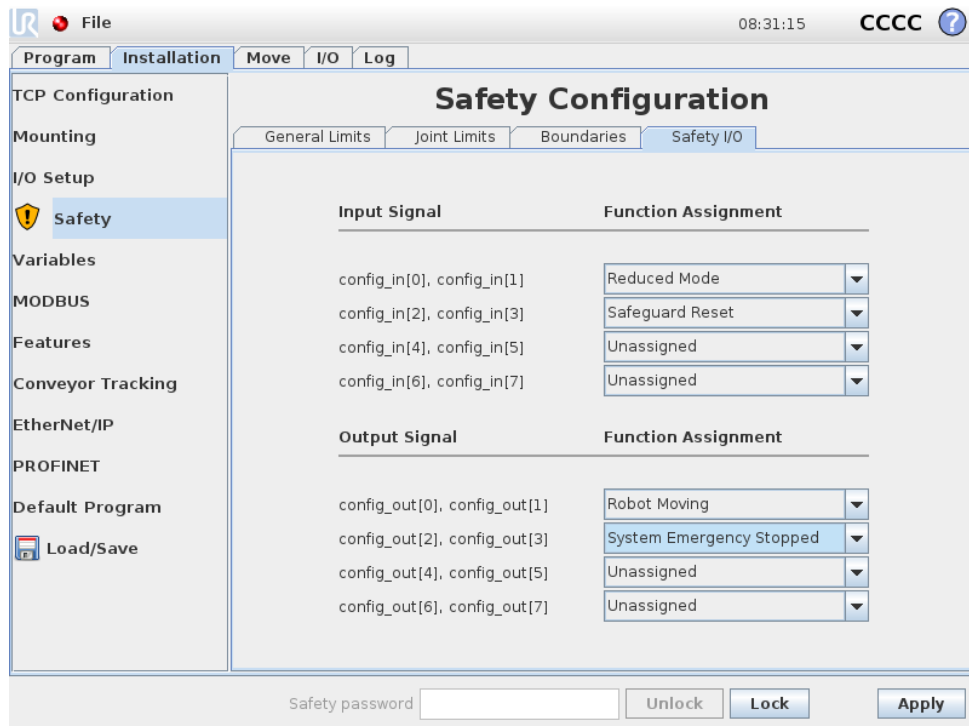 UR File 08:31:15 CCCC ?
Program Installation Move I/O Log
TCP Configuration
Mounting
I/O Setup
Safety
Variables
MODBUS
Features
Conveyor Tracking
EtherNet/IP
PROFINET
Default Program
Load/Save
Safety Configuration
General Limits Joint Limits Boundaries Safety I/O
Input Signal Function Assignment
config_in[0], config_in[1] Reduced Mode
config_in[2], config_in[3] Safeguard Reset
config_in[4], config_in[5] Unassigned
config_in[6], config_in[7] Unassigned
Output Signal Function Assignment
config_out[0], config_out[1] Robot Moving
config_out[2], config_out[3] System Emergency Stopped
config_out[4], config_out[5] Unassigned
config_out[6], config_out[7] Unassigned
Safety password Unlock Lock Apply